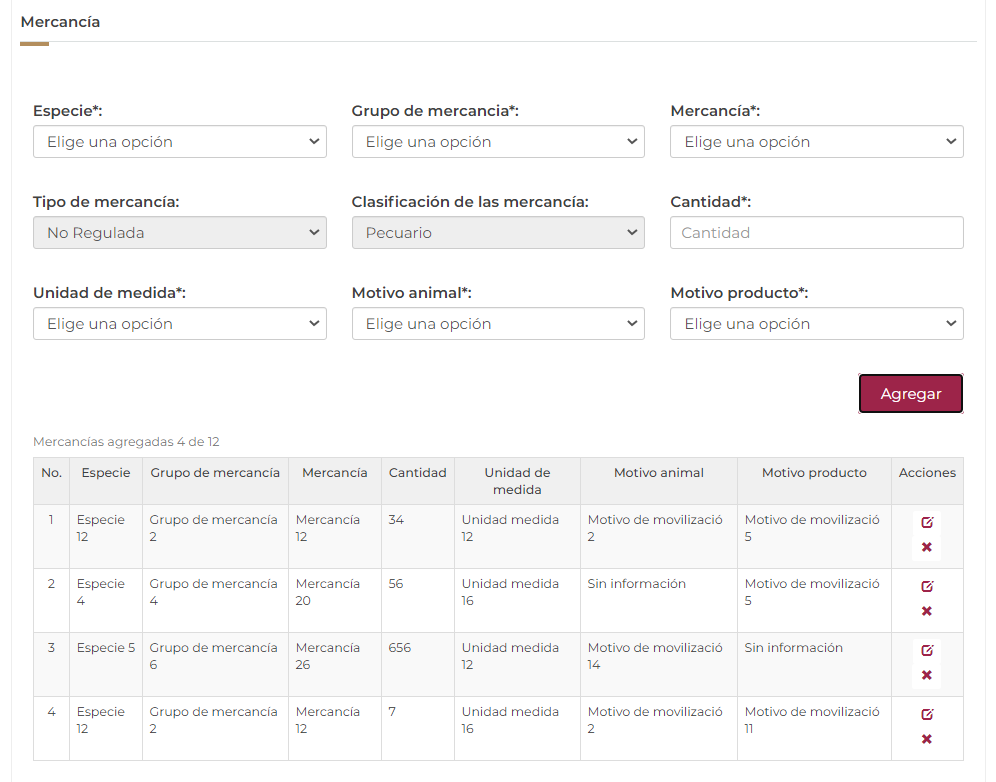 Mercancía
Especie*: Grupo de mercancia*: Mercancía*:
Elige una opción Elige una opción Elige una opción
Tipo de mercancía: Clasificación de las mercancía: Cantidad*:
No Regulada Pecuario Cantidad
Unidad de medida*: Motivo animal*: Motivo producto*:
Elige una opción Elige una opción Elige una opción
Agregar
Mercancías agregadas 4 de 12
No. Especie Grupo de mercancía Mercancía Cantidad Unidad de Motivo animal Motivo producto Acciones
medida
1 Especie Grupo de mercancía Mercancía 34 Unidad medida Motivo de movilizació Motivo de movilizació
12 2 12 12 2 5
2 Especie Grupo de mercancía Mercancía 56 Unidad medida Sin información Motivo de movilizació
4 4 20 16 5
3 Especie 5 Grupo de mercancía Mercancía 656 Unidad medida Motivo de movilizació Sin información
6 26 12 14
4 Especie Grupo de mercancía Mercancía 7 Unidad medida Motivo de movilizació Motivo de movilizació
12 2 12 16 2 11